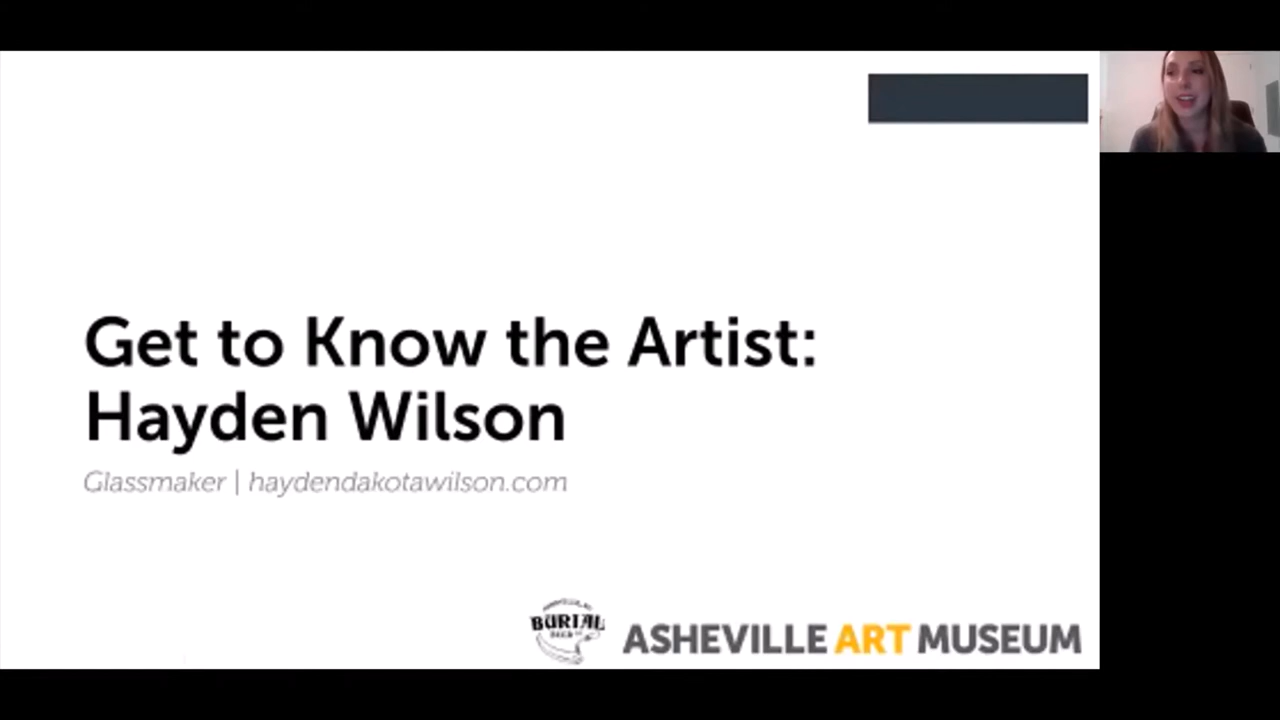 Get to Know the Artist:
Hayden Wilson
Glassmaker | haydendakotawilson.com
BURIAL
ASHEVILLE ART MUSEUM